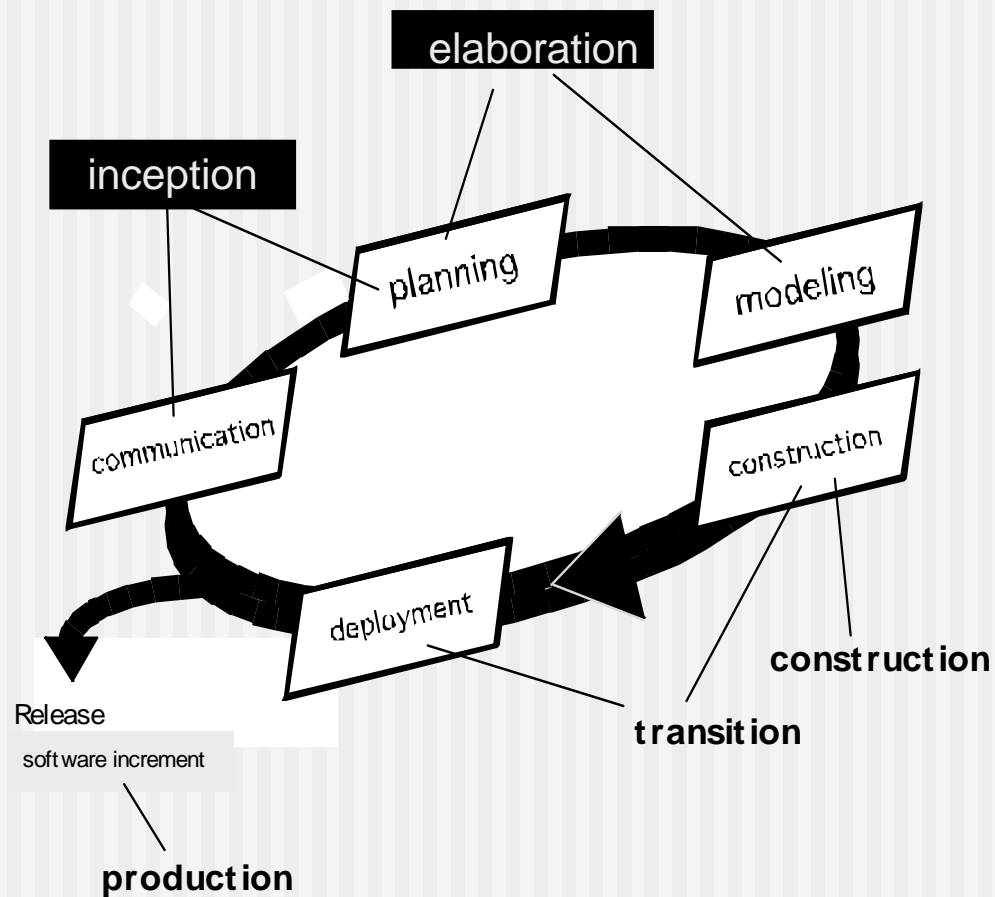 elaboration
inception
planning
modeling
communication
construction
deployment
construction
transition
Release
software increment
production